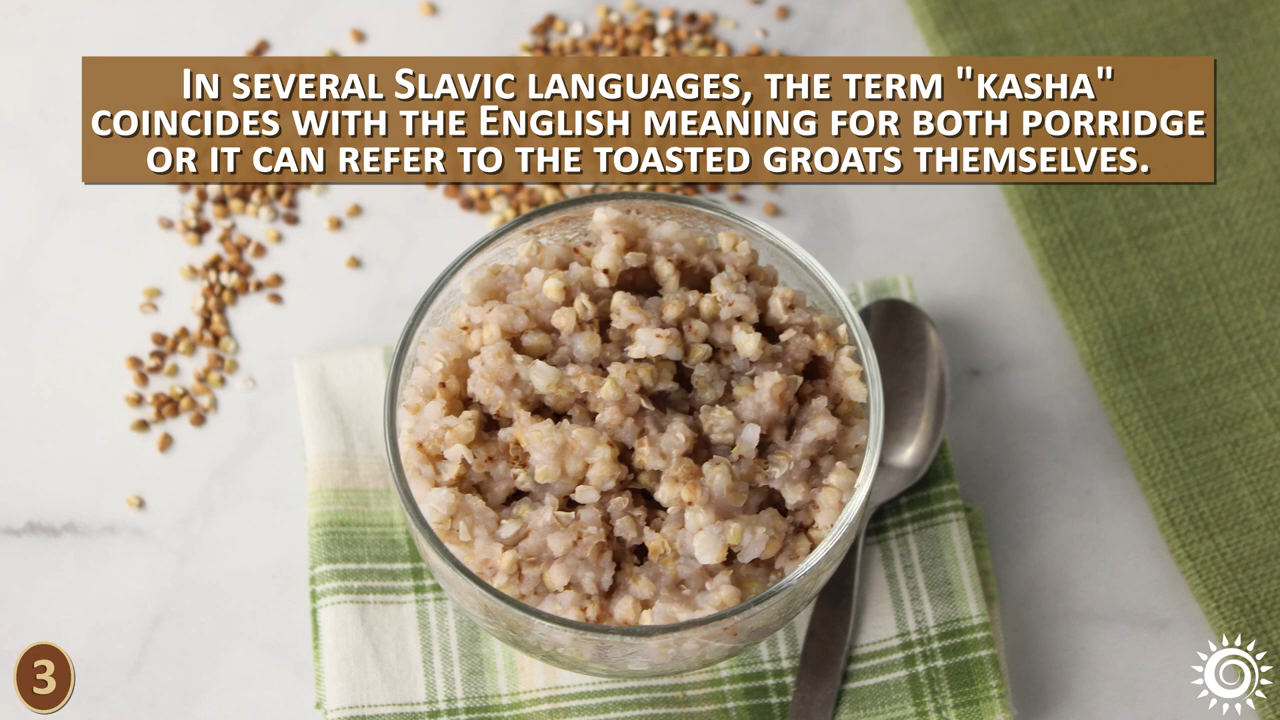 In several Slavic languages, the term "kasha"
coincides with the English meaning for both porridge
or it can refer to the toasted groats themselves.
3